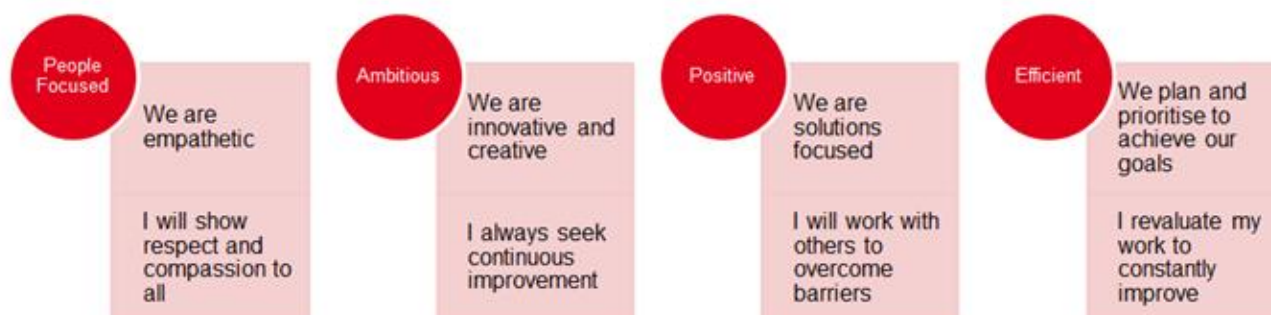 People
Focused
We are
empathetic
I will show
respect and
compassion to
all
Ambitious
We are
innovative and
creative
I always seek
continuous
improvement
Positive
We are
solutions
focused
I will work with
others to
overcome
barriers
Efficient
We plan and
prioritise to
achieve our
goals
I revaluate my
work to
constantly
improve